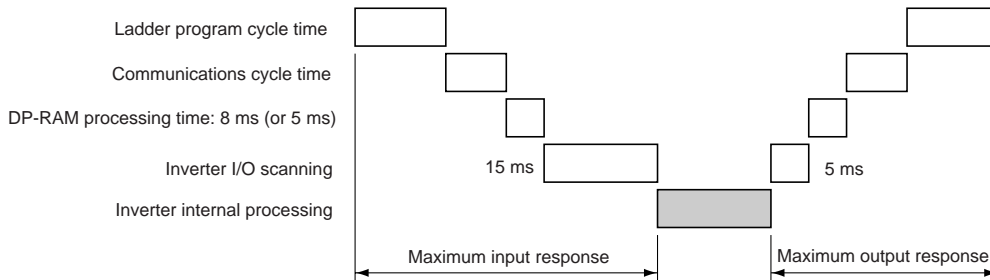 Ladder program cycle time
Communications cycle time
DP-RAM processing time: 8 ms (or 5 ms)
Inverter I/O scanning
15 ms
5 ms
Inverter internal processing
Maximum input response
Maximum output response